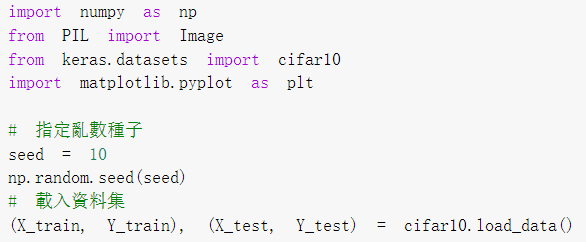 import numpy as np
from PIL import Image
from keras.datasets import cifar10
import matplotlib.pyplot as plt
# 指定亂數種子
seed = 10
np.random.seed(seed)
# 載入資料集
(X_train, Y_train), (X_test, Y_test) = cifar10.load_data()